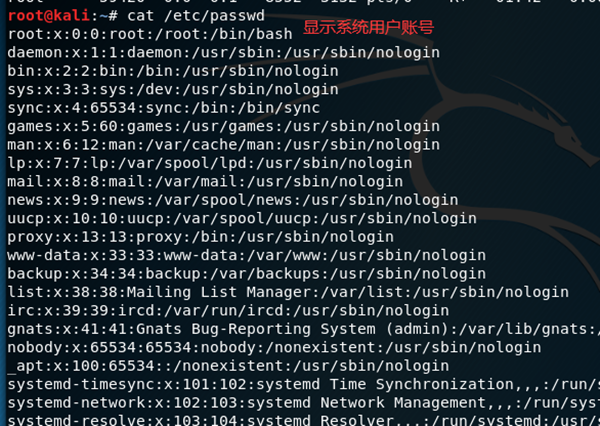 root@kali:~# cat /etc/passwd
root:x:0:0:root:/root:/bin/bash 显示系统用户账号
daemon:x:1:1:daemon:/usr/sbin:/usr/sbin/nologin
bin:x:2:2:bin:/bin:/usr/sbin/nologin
sys:x:3:3:sys:/dev:/usr/sbin/nologin
sync:x:4:65534:sync:/bin:/bin/sync
games:x:5:60:games:/usr/games:/usr/sbin/nologin
man:x:6:12:man:/var/cache/man:/usr/sbin/nologin
lp:x:7:7:lp:/var/spool/lpd:/usr/sbin/nologin
mail:x:8:8:mail:/var/mail:/usr/sbin/nologin
news:x:9:9:news:/var/spool/news:/usr/sbin/nologin
uucp:x:10:10:uucp:/var/spool/uucp:/usr/sbin/nologin
proxy:x:13:13:proxy:/bin:/usr/sbin/nologin
www-data:x:33:33:www-data:/var/www:/usr/sbin/nologin
backup:x:34:34:backup:/var/backups:/usr/sbin/nologin
list:x:38:38:Mailing List Manager:/var/list:/usr/sbin/nologin
irc:x:39:39:ircd:/var/run/ircd:/usr/sbin/nologin
gnats:x:41:41:Gnats Bug-Reporting System (admin):/var/lib/gnats:/
nobody:x:65534:65534:nobody:/nonexistent:/usr/sbin/nologin
_apt:x:100:65534::/nonexistent:/usr/sbin/nologin
systemd-timesync:x:101:102:systemd Time Synchronization,,,:/run/s
systemd-network:x:102:103:systemd Network Management,,,:/run/syst
systemd-resolve:x:103:104:systemd Resolver,,,:/run/systemd:/usr/s